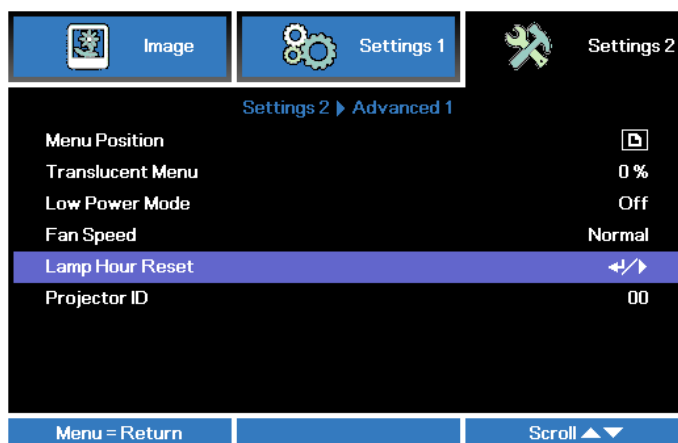 Image Settings 1 Settings 2
Settings 2 ▶ Advanced 1
Menu Position
Translucent Menu 0 %
Low Power Mode Off
Fan Speed Normal
Lamp Hour Reset ↵/▶
Projector ID 00
Menu = Return Scroll ▲▼